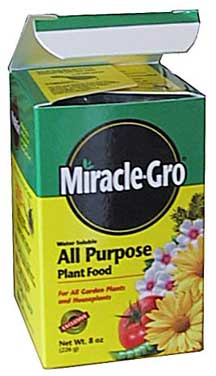 Miracle-Gro
Water Soluble
All Purpose
Plant Food
For All Garden Plants
and Houseplants
Net Wt. 8 oz
(226 g)